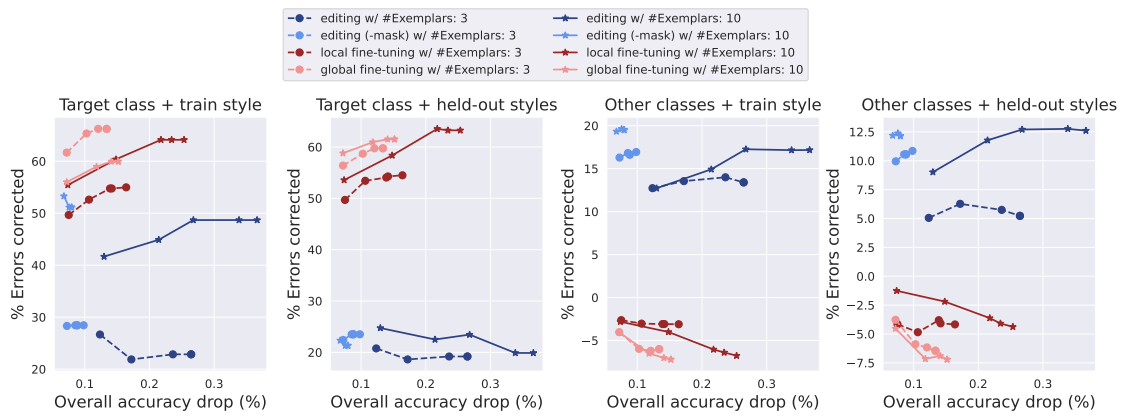 editing w/ #Exemplars: 3
editing (-mask) w/ #Exemplars: 3
local fine-tuning w/ #Exemplars: 3
global fine-tuning w/ #Exemplars: 3
editing w/ #Exemplars: 10
editing (-mask) w/ #Exemplars: 10
local fine-tuning w/ #Exemplars: 10
global fine-tuning w/ #Exemplars: 10
Target class + train style
% Errors corrected
60
50
40
30
20
0.1 0.2 0.3
Overall accuracy drop (%)
Target class + held-out styles
% Errors corrected
60
50
40
30
20
0.1 0.2 0.3
Overall accuracy drop (%)
Other classes + train style
% Errors corrected
20
15
10
5
0
−5
0.1 0.2 0.3
Overall accuracy drop (%)
Other classes + held-out styles
% Errors corrected
12.5
10.0
7.5
5.0
2.5
0.0
−2.5
−5.0
−7.5
0.1 0.2 0.3
Overall accuracy drop (%)